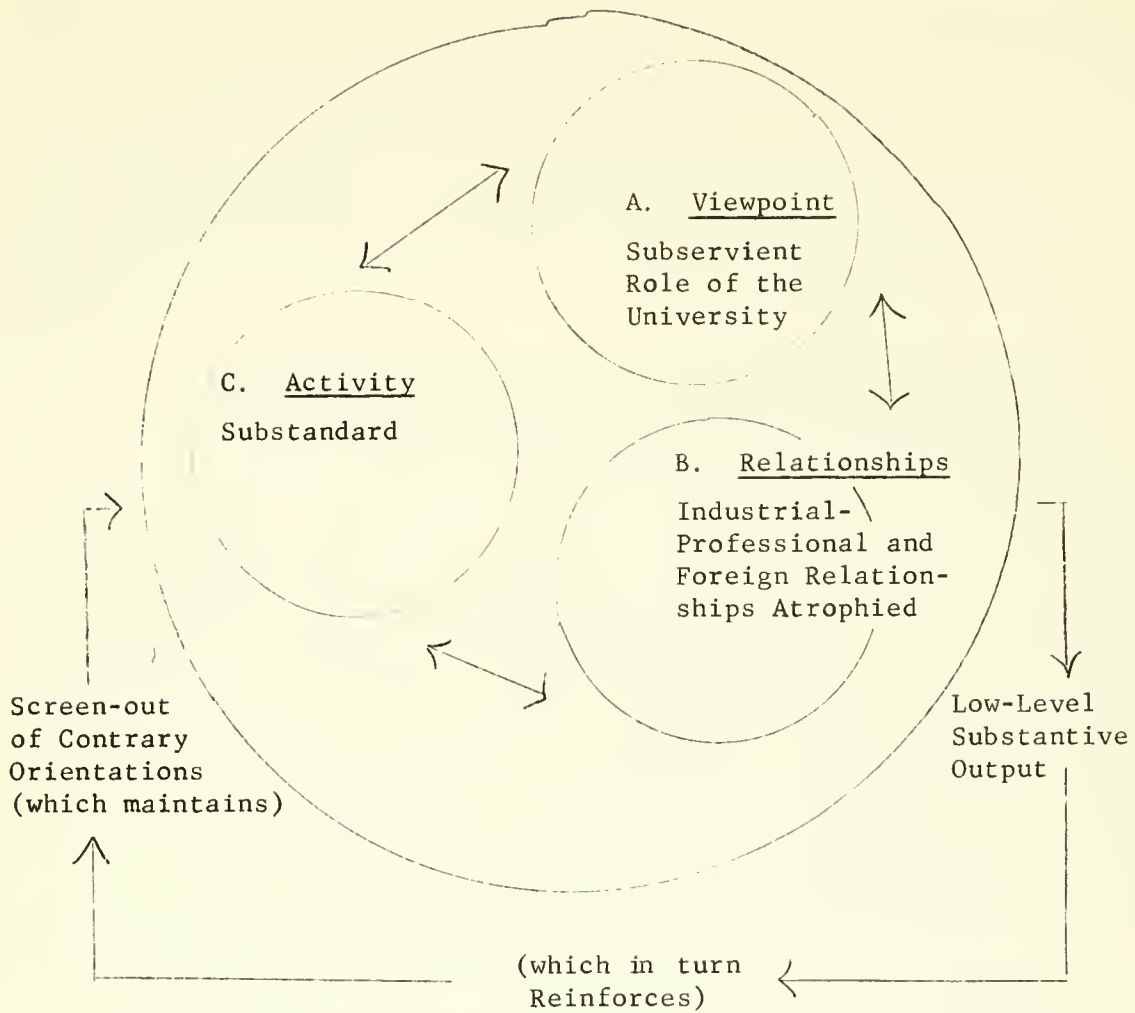 A. Viewpoint
Subservient
Role of the
University
C. Activity
Substandard
B. Relationships
Industrial-
Professional and
Foreign Relation-
ships Atrophied
Screen-out
of Contrary
Orientations
(which maintains)
Low-Level
Substantive
Output
(which in turn
Reinforces)